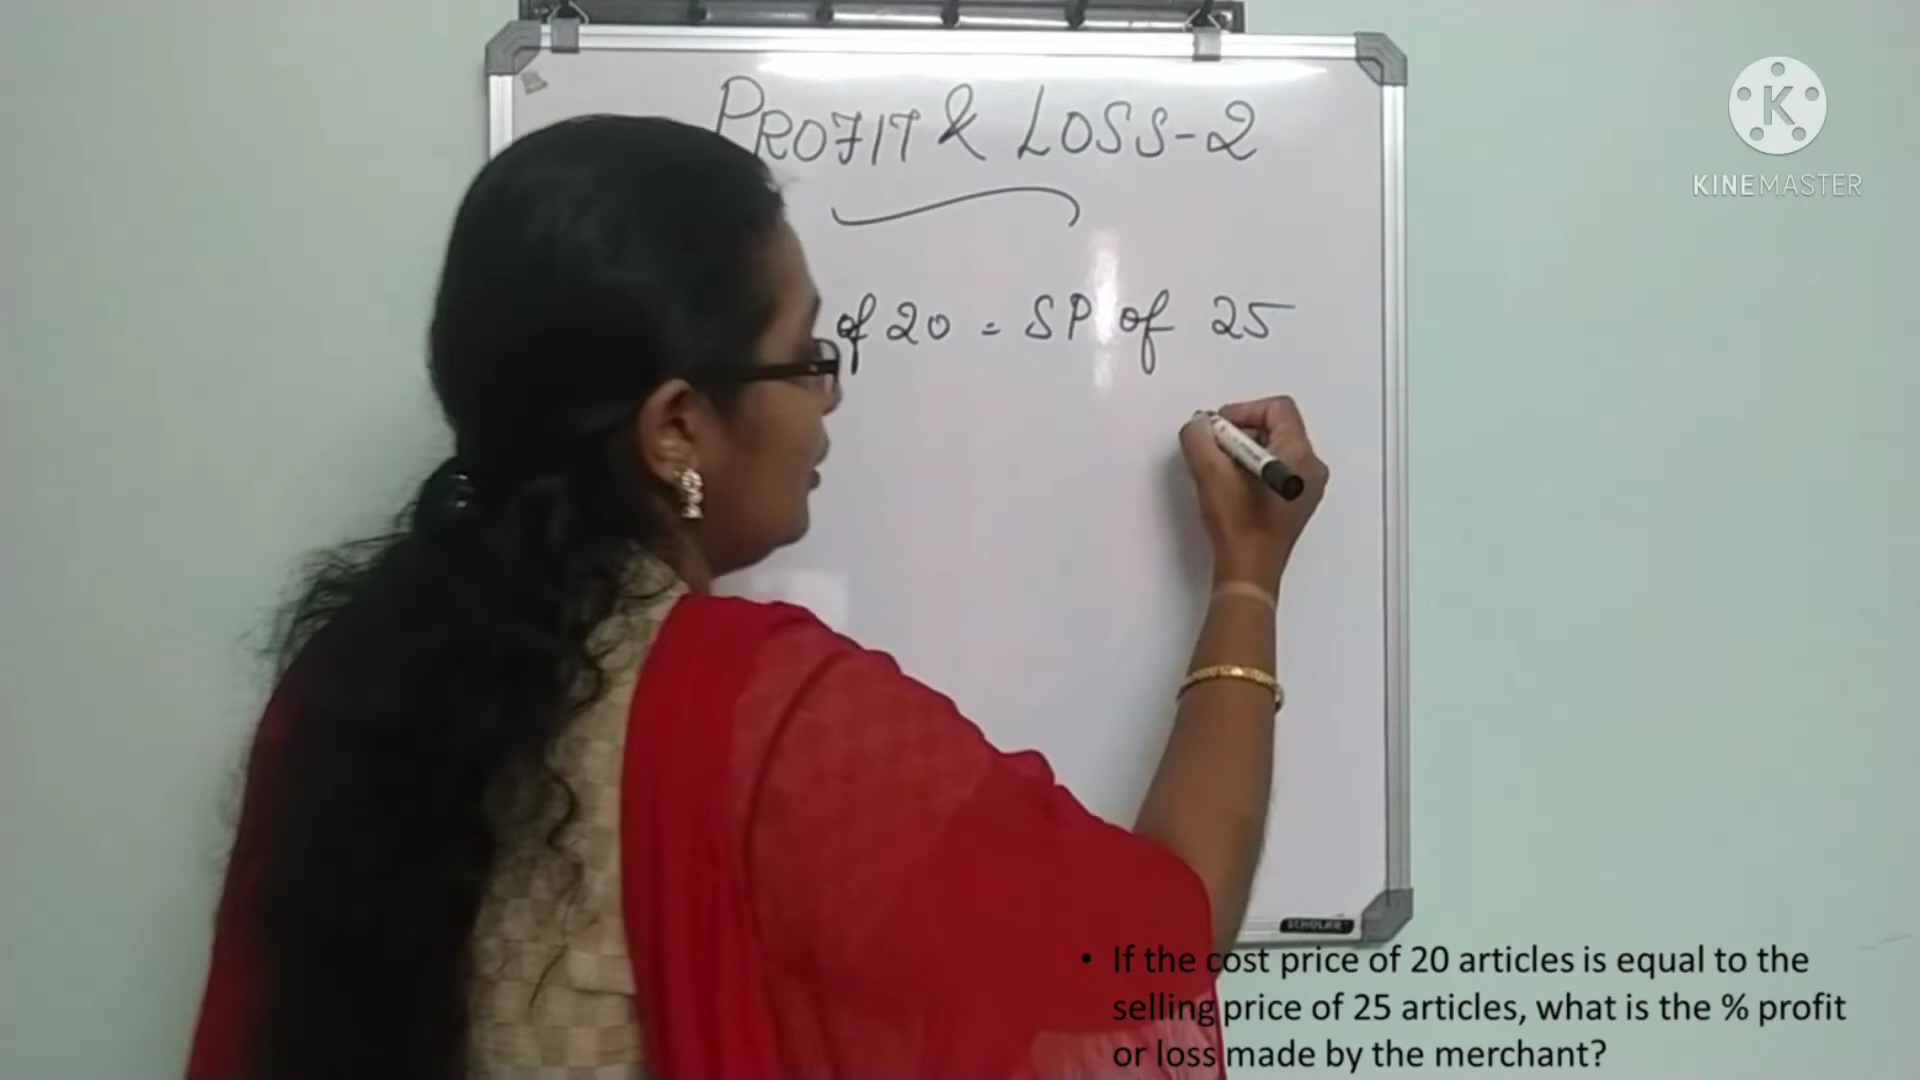 PROFIT & LOSS-2
of 20 = SP of 25
KINEMASTER
SCHOLAR
• If the cost price of 20 articles is equal to the
selling price of 25 articles, what is the % profit
or loss made by the merchant?